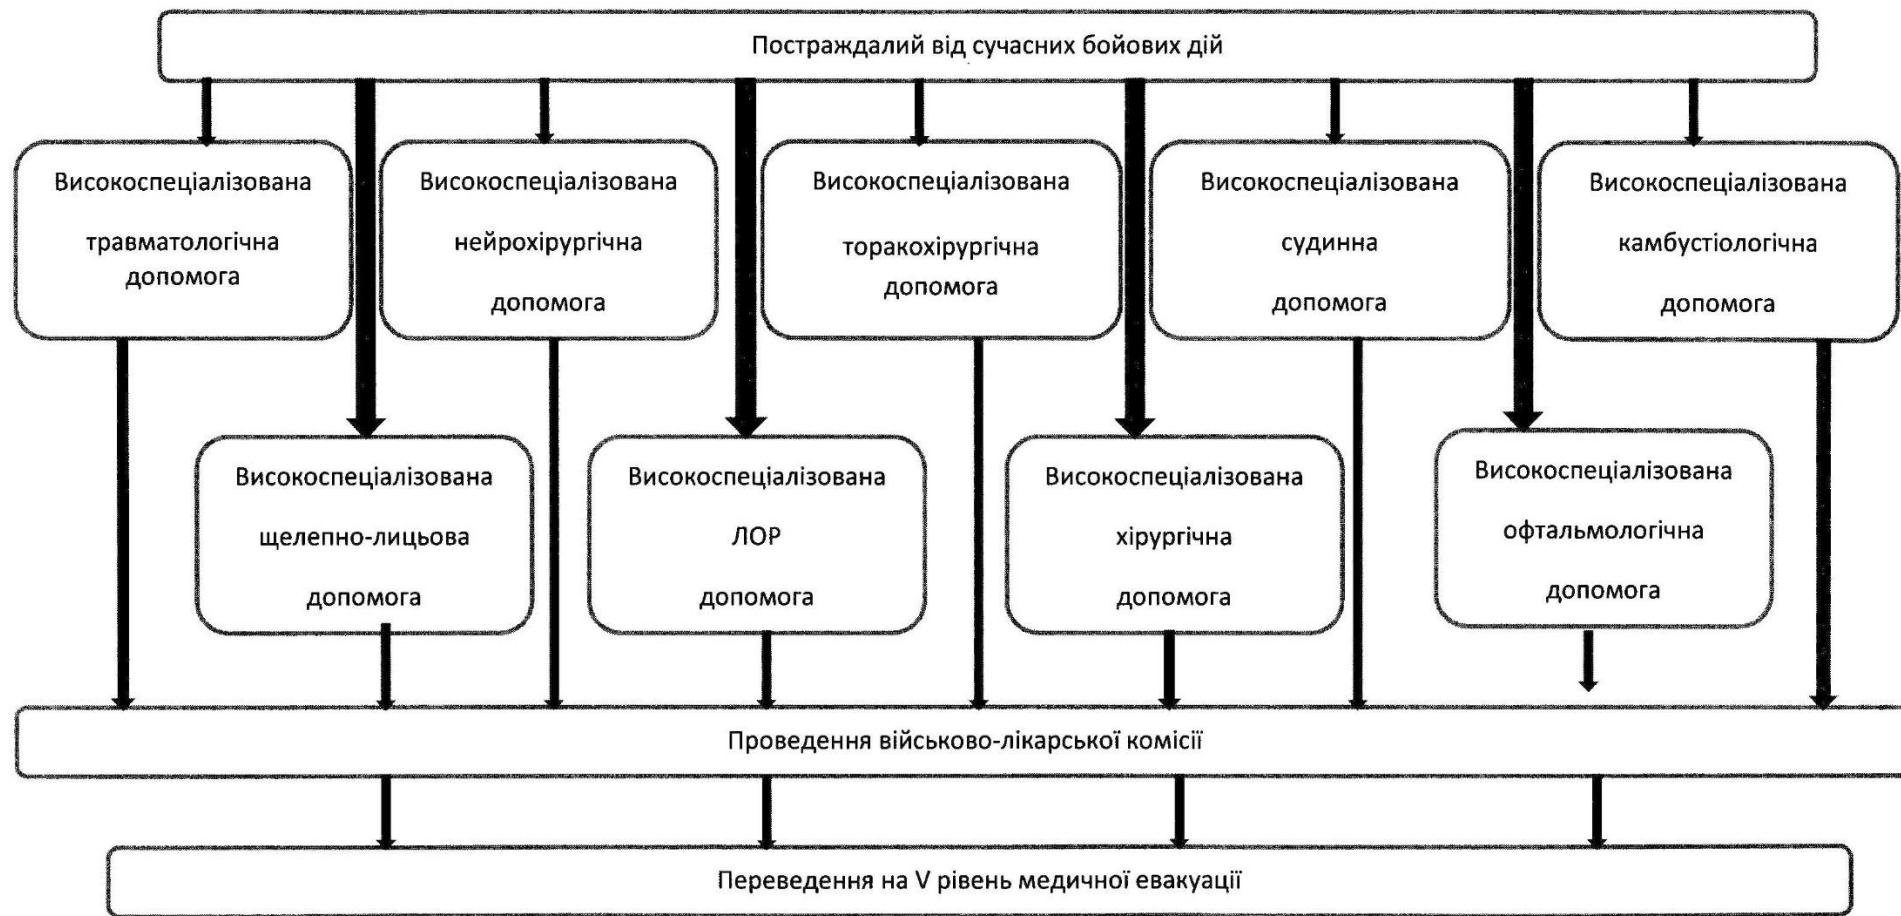 Постраждалий від сучасних бойових дій
Високоспеціалізована
травматологічна
допомога
Високоспеціалізована
нейрохірургічна
допомога
Високоспеціалізована
торакохірургічна
допомога
Високоспеціалізована
судинна
допомога
Високоспеціалізована
камбустіологічна
допомога
Високоспеціалізована
щелепно-лицьова
допомога
Високоспеціалізована
ЛОР
допомога
Високоспеціалізована
хірургічна
допомога
Високоспеціалізована
офтальмологічна
допомога
Проведення військово-лікарської комісії
Переведення на V рівень медичної евакуації